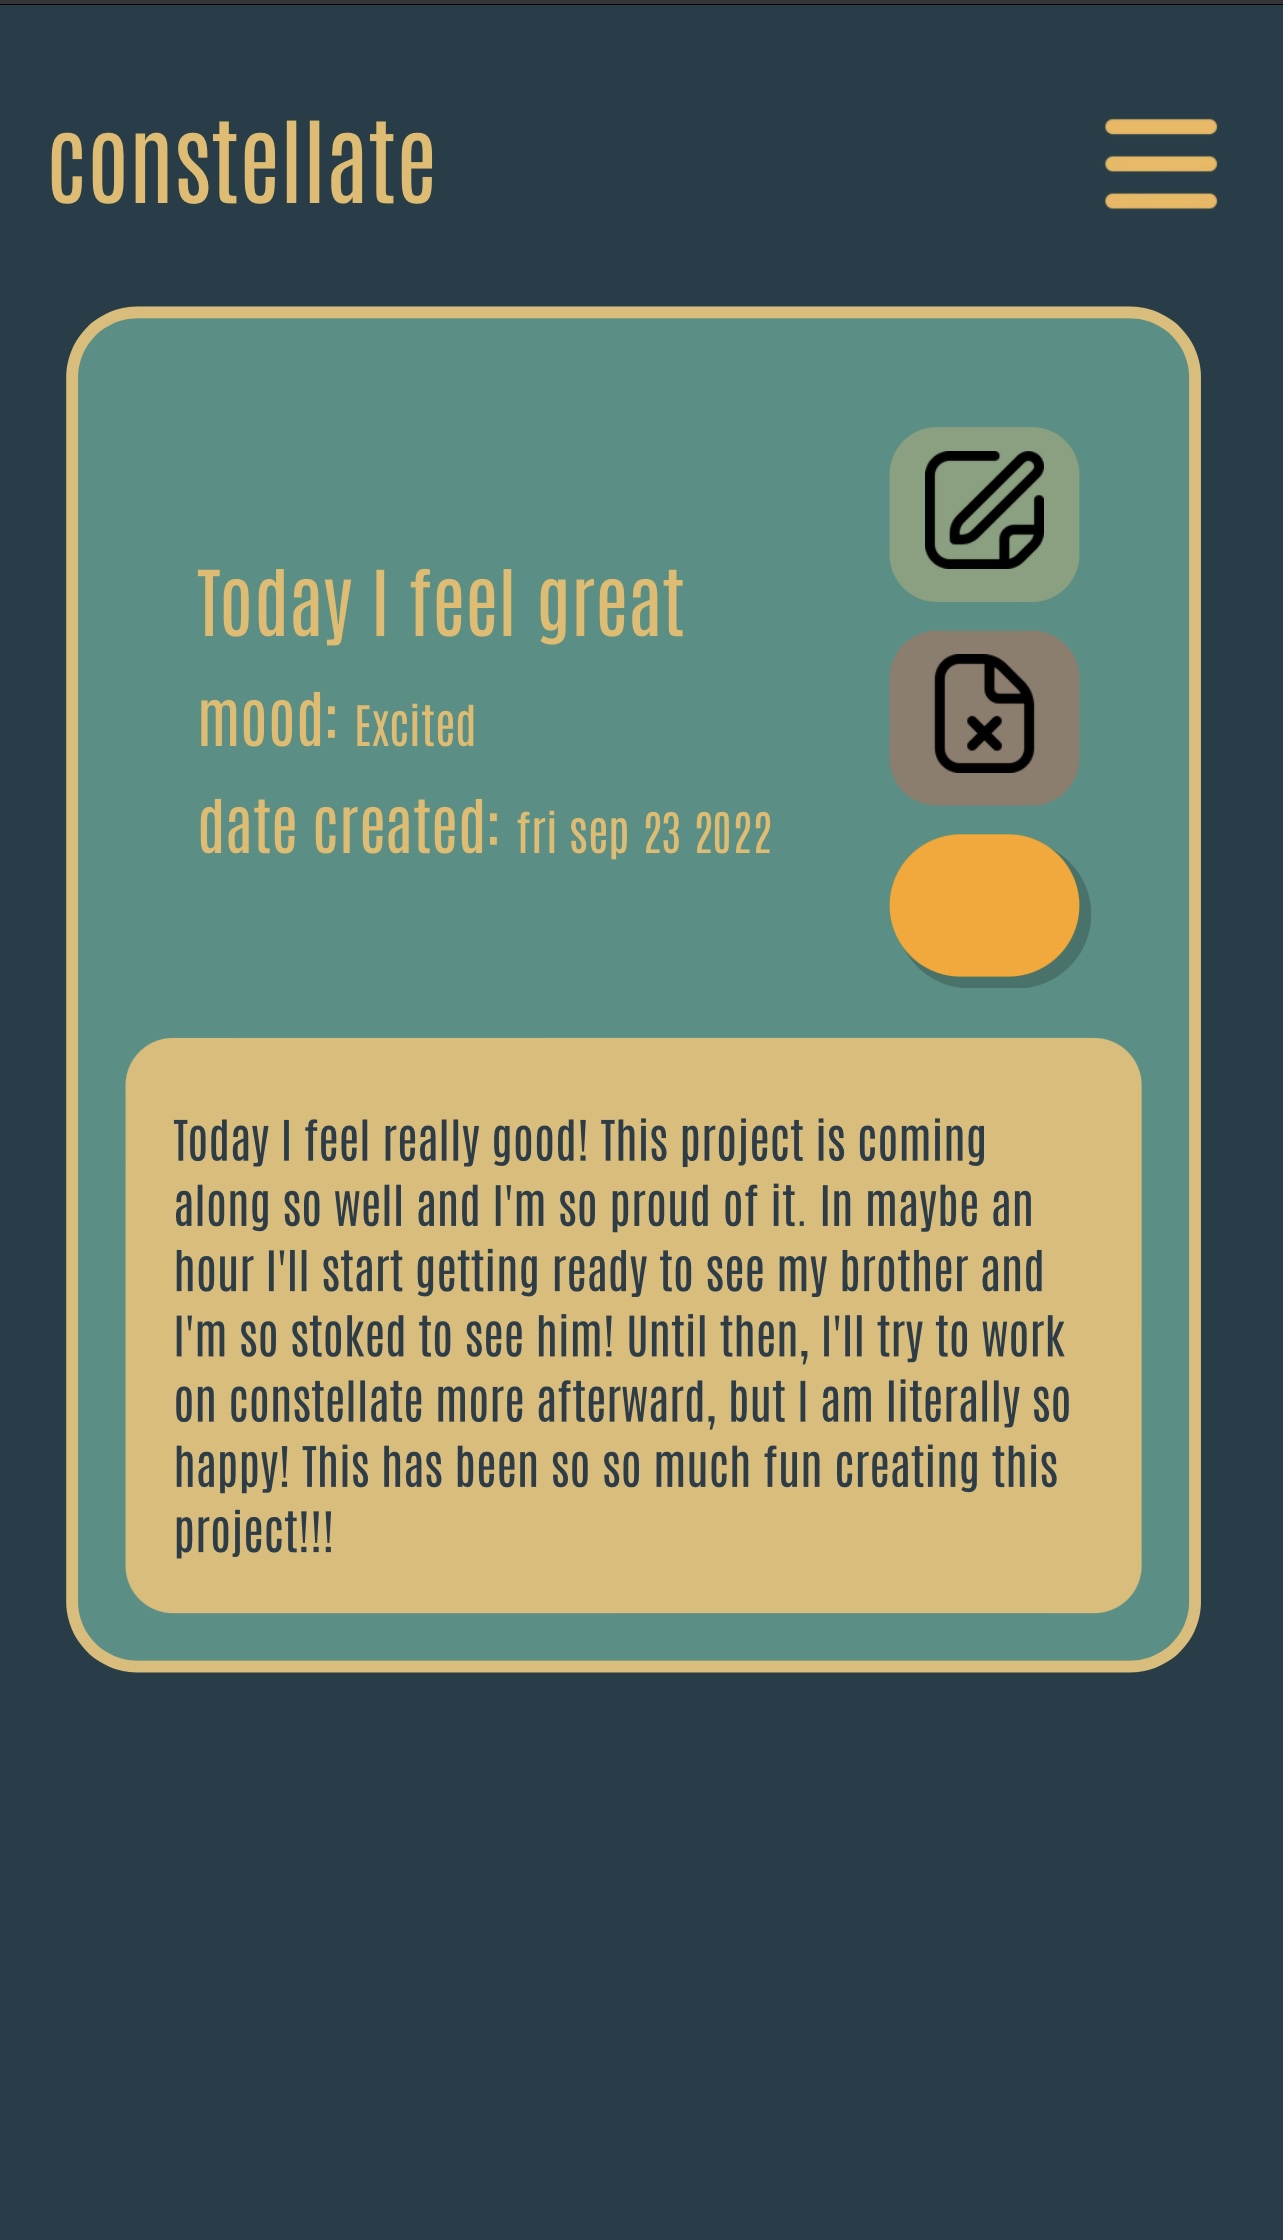 constellate
Today I feel great
mood: Excited
date created: fri sep 23 2022
Today I feel really good! This project is coming
along so well and I'm so proud of it. In maybe an
hour I'll start getting ready to see my brother and
I'm so stoked to see him! Until then, I'll try to work
on constellate more afterward, but I am literally so
happy! This has been so so much fun creating this
project!!!